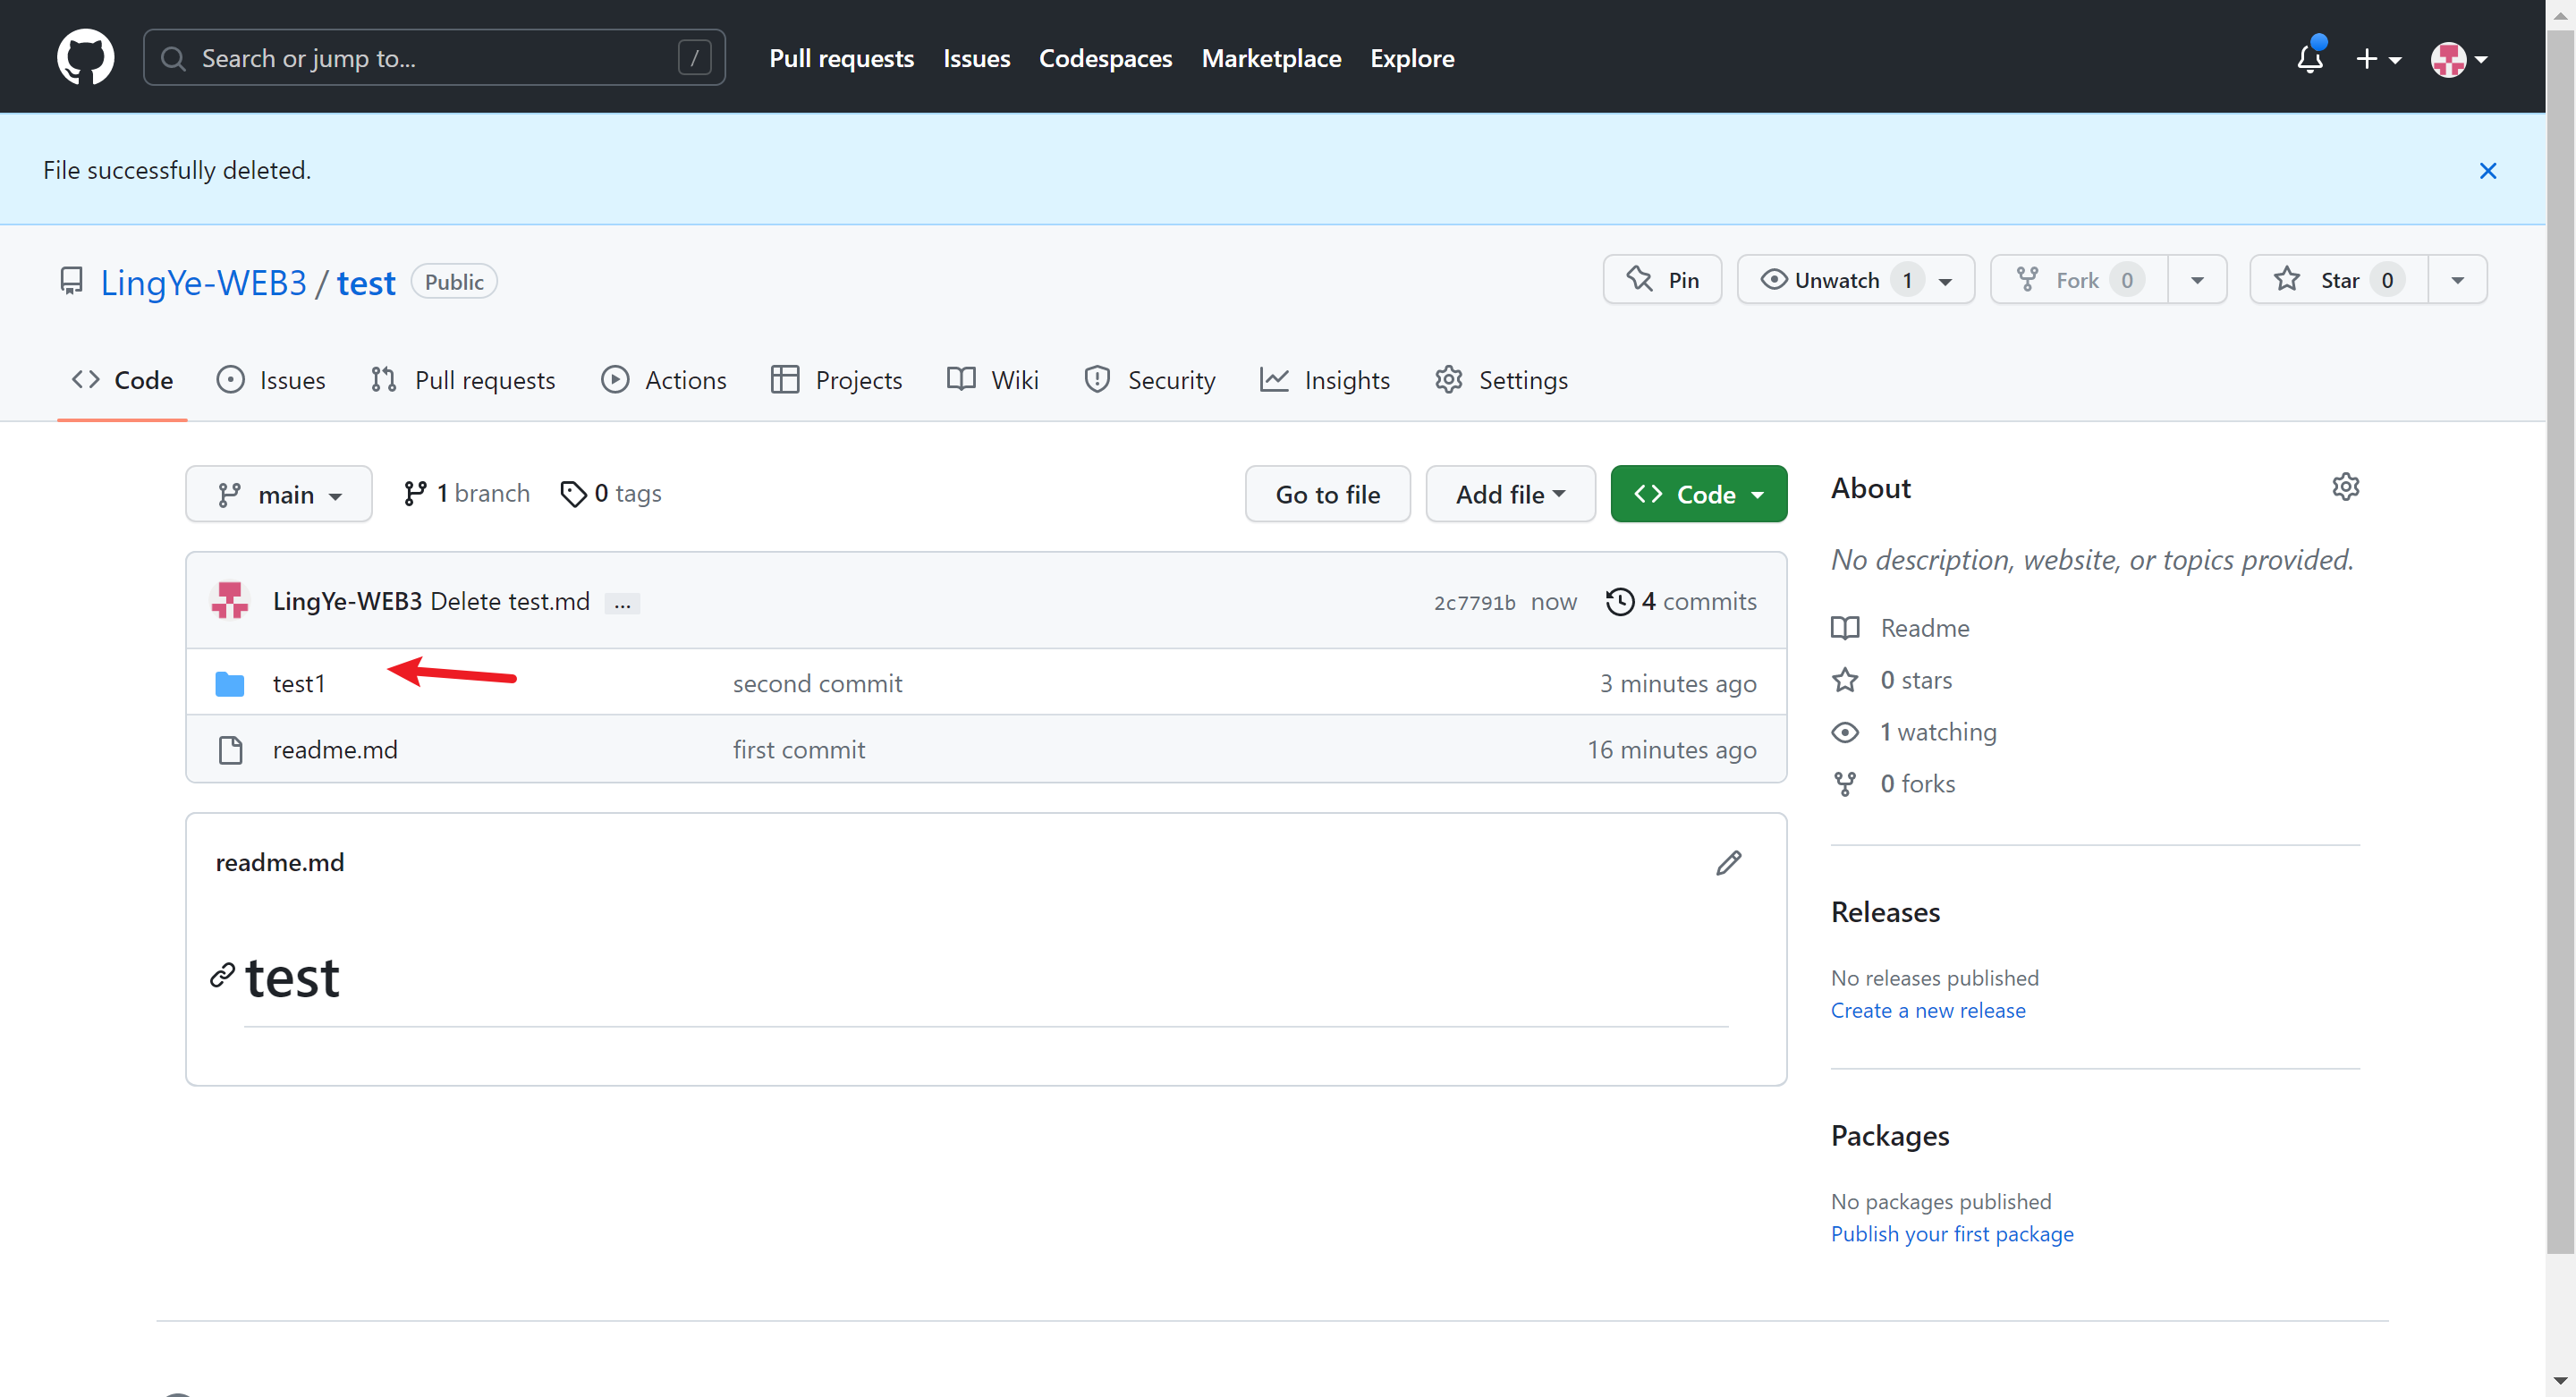 Search or jump to... / Pull requests Issues Codespaces Marketplace Explore
File successfully deleted.
LingYe-WEB3 / test Public Pin Unwatch 1 Fork 0 Star 0
Code Issues Pull requests Actions Projects Wiki Security Insights Settings
main 1 branch 0 tags Go to file Add file Code
LingYe-WEB3 Delete test.md ... 2c7791b now 4 commits
test1 second commit 3 minutes ago
readme.md first commit 16 minutes ago
readme.md
test
About
No description, website, or topics provided.
Readme
0 stars
1 watching
0 forks
Releases
No releases published
Create a new release
Packages
No packages published
Publish your first package